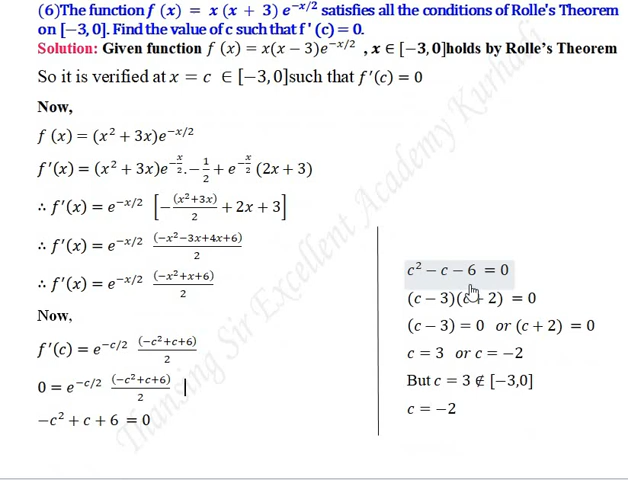 (6)The function f (x) = x (x + 3) e^{−x/2} satisfies all the conditions of Rolle's Theorem
on [−3, 0]. Find the value of c such that f ' (c) = 0.
Solution: Given function f (x) = x(x − 3)e^{−x/2} , x ∈ [−3, 0]holds by Rolle's Theorem
So it is verified at x = c ∈ [−3, 0]such that f′(c) = 0
Now,
f (x) = (x² + 3x)e^{−x/2}
f′(x) = (x² + 3x)e^{−x/2}.−1/2 + e^{−x/2} (2x + 3)
∴ f′(x) = e^{−x/2} [−(x²+3x)/2 + 2x + 3]
∴ f′(x) = e^{−x/2} (−x²−3x+4x+6)/2
∴ f′(x) = e^{−x/2} (−x²+x+6)/2
Now,
f′(c) = e^{−c/2} (−c²+c+6)/2
0 = e^{−c/2} (−c²+c+6)/2
−c² + c + 6 = 0
c² − c − 6 = 0
(c − 3)(c + 2) = 0
(c − 3) = 0 or (c + 2) = 0
c = 3 or c = −2
But c = 3 ∉ [−3,0]
c = −2
Thansing Sir Excellent Academy Kurhadi